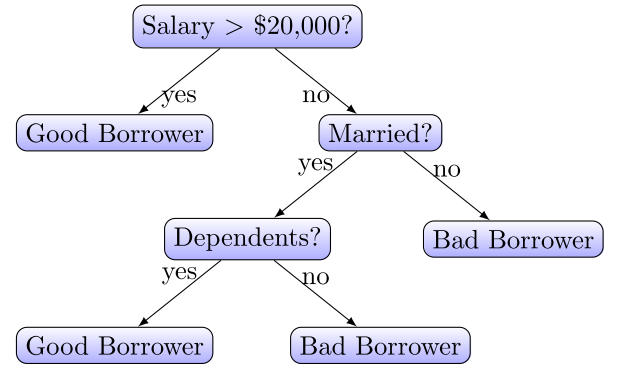 Salary > $20,000?
yes
no
Good Borrower
Married?
yes
no
Dependents?
Bad Borrower
yes
no
Good Borrower
Bad Borrower